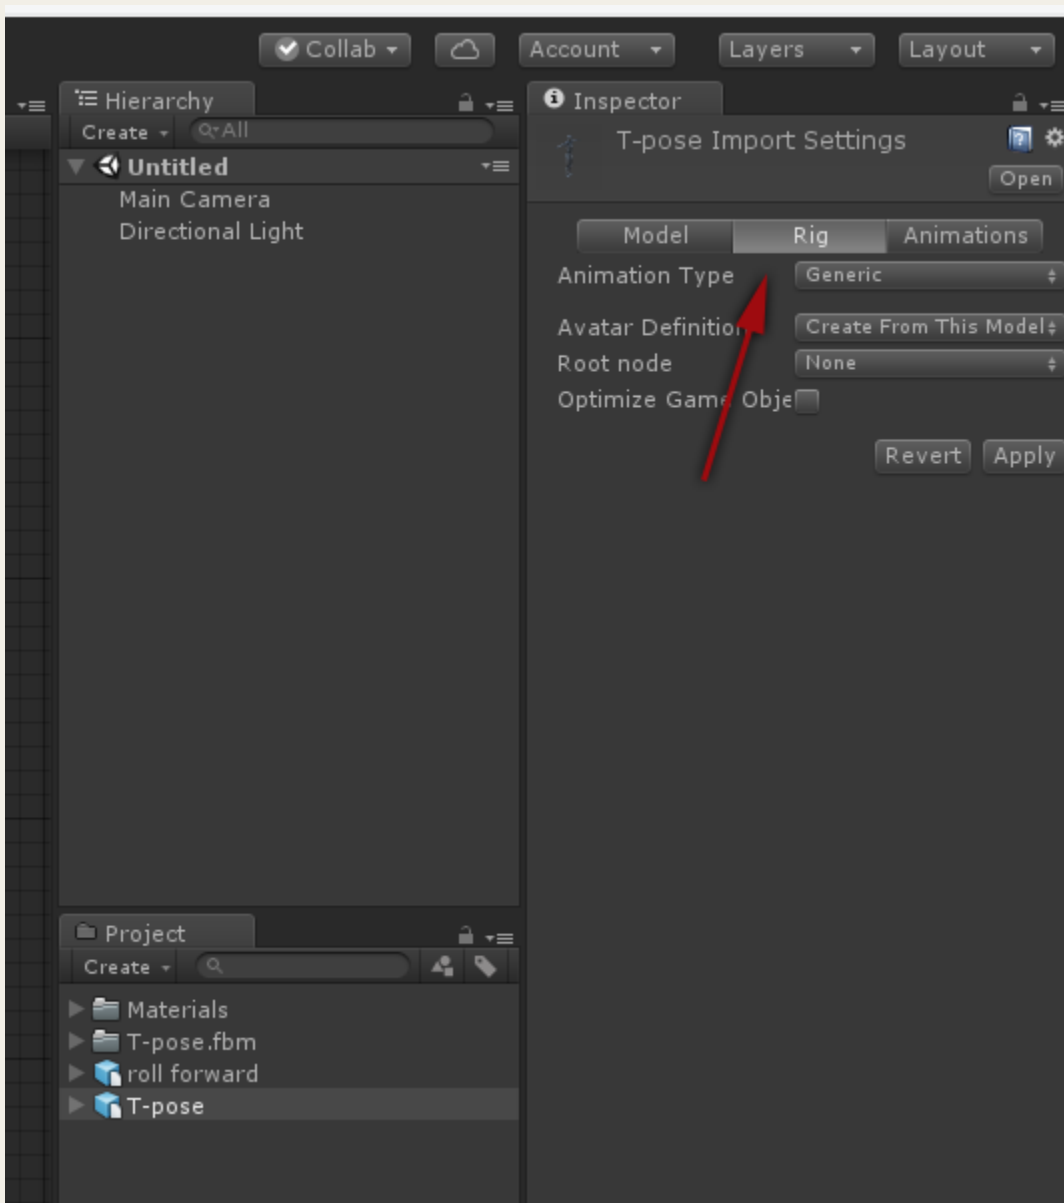 Collab
Account
Layers
Layout
Hierarchy
Create
All
Untitled
Main Camera
Directional Light
Inspector
T-pose Import Settings
Open
Model
Rig
Animations
Animation Type
Generic
Avatar Definition
Create From This Model
Root node
None
Optimize Game Obje
Revert
Apply
Project
Create
Materials
T-pose.fbm
roll forward
T-pose